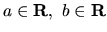 a ∈ R, b ∈ R